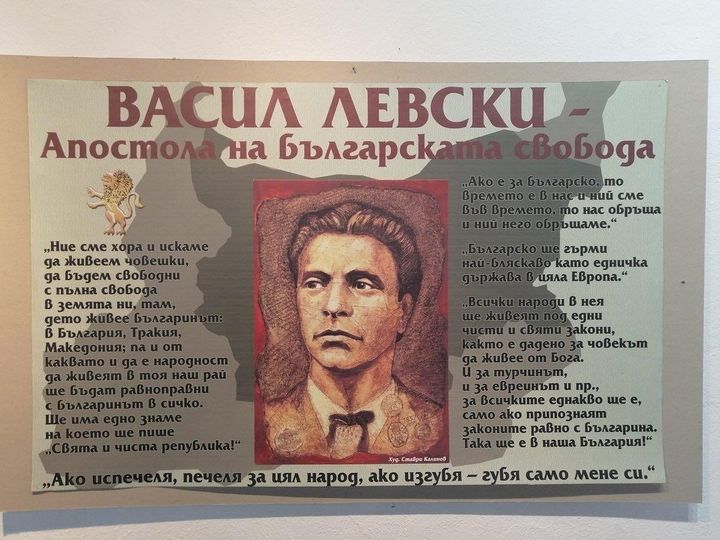 ВАСИЛ ЛЕВСКИ -
Апостола на българската свобода
„Ние сме хора и искаме
да живеем човешки,
да бъдем свободни
с пълна свобода
в земята ни, там,
дето живее Българинът:
в България, Тракия,
Македония; па и от
каквато и да е народност
да живеят в тоя наш рай
ще бъдат равноправни
с Българинът в сичко.
Ще има едно знаме
на което ще пише
„Свята и чиста република!“
Худ. Стави Калинов
„Ако е за Българско, то
времето е в нас и ний сме
във времето, то нас обръща
и ний него обръщаме.“
„Българско ще гърми
най-бляскаво като едничка
държава в цяла Европа.“
„Всички народи в нея
ще живеят под едни
чисти и святи закони,
както е дадено за човекът
да живее от Бога.
И за турчинът,
и за евреинът и пр.,
за всичките еднакво ще е,
само ако припознаят
законите равно с Българина.
Така ще е в наша България!“
„Ако испечеля, печеля за цял народ, ако изгубя – губя само мене си.“